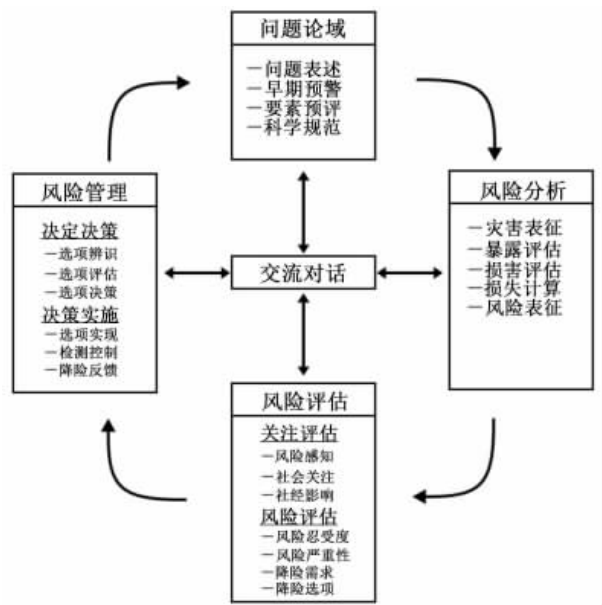 问题论域
—问题表述
—早期预警
—要素预评
—科学规范
风险管理
决定决策
—选项辨识
—选项评估
—选项决策
决策实施
—选项实现
—检测控制
—降险反馈
交流对话
风险分析
—灾害表征
—暴露评估
—损害评估
—损失计算
—风险表征
风险评估
关注评估
—风险感知
—社会关注
—社经影响
风险评估
—风险忍受度
—风险严重性
—降险需求
—降险选项